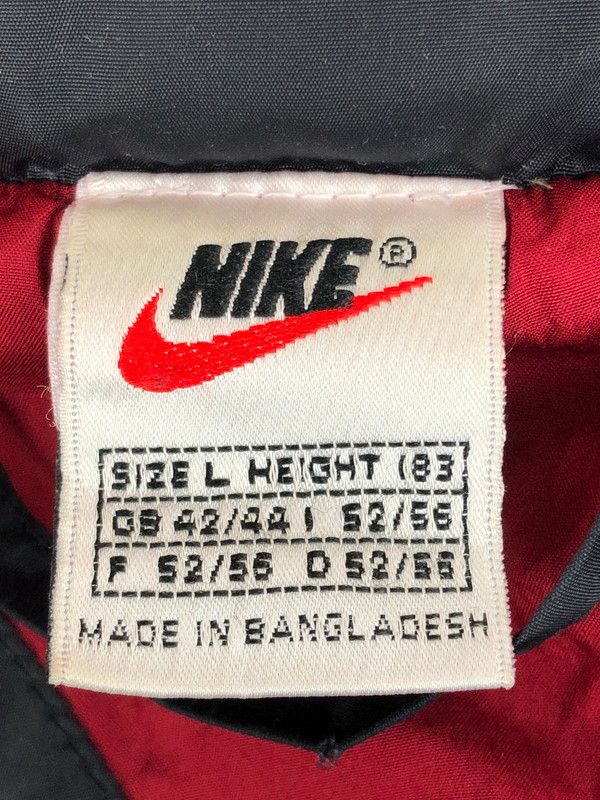 NIKE®
SIZE L HEIGHT 183
GB 42/44 I 52/56
F 52/56 D 52/56
MADE IN BANGLADESH